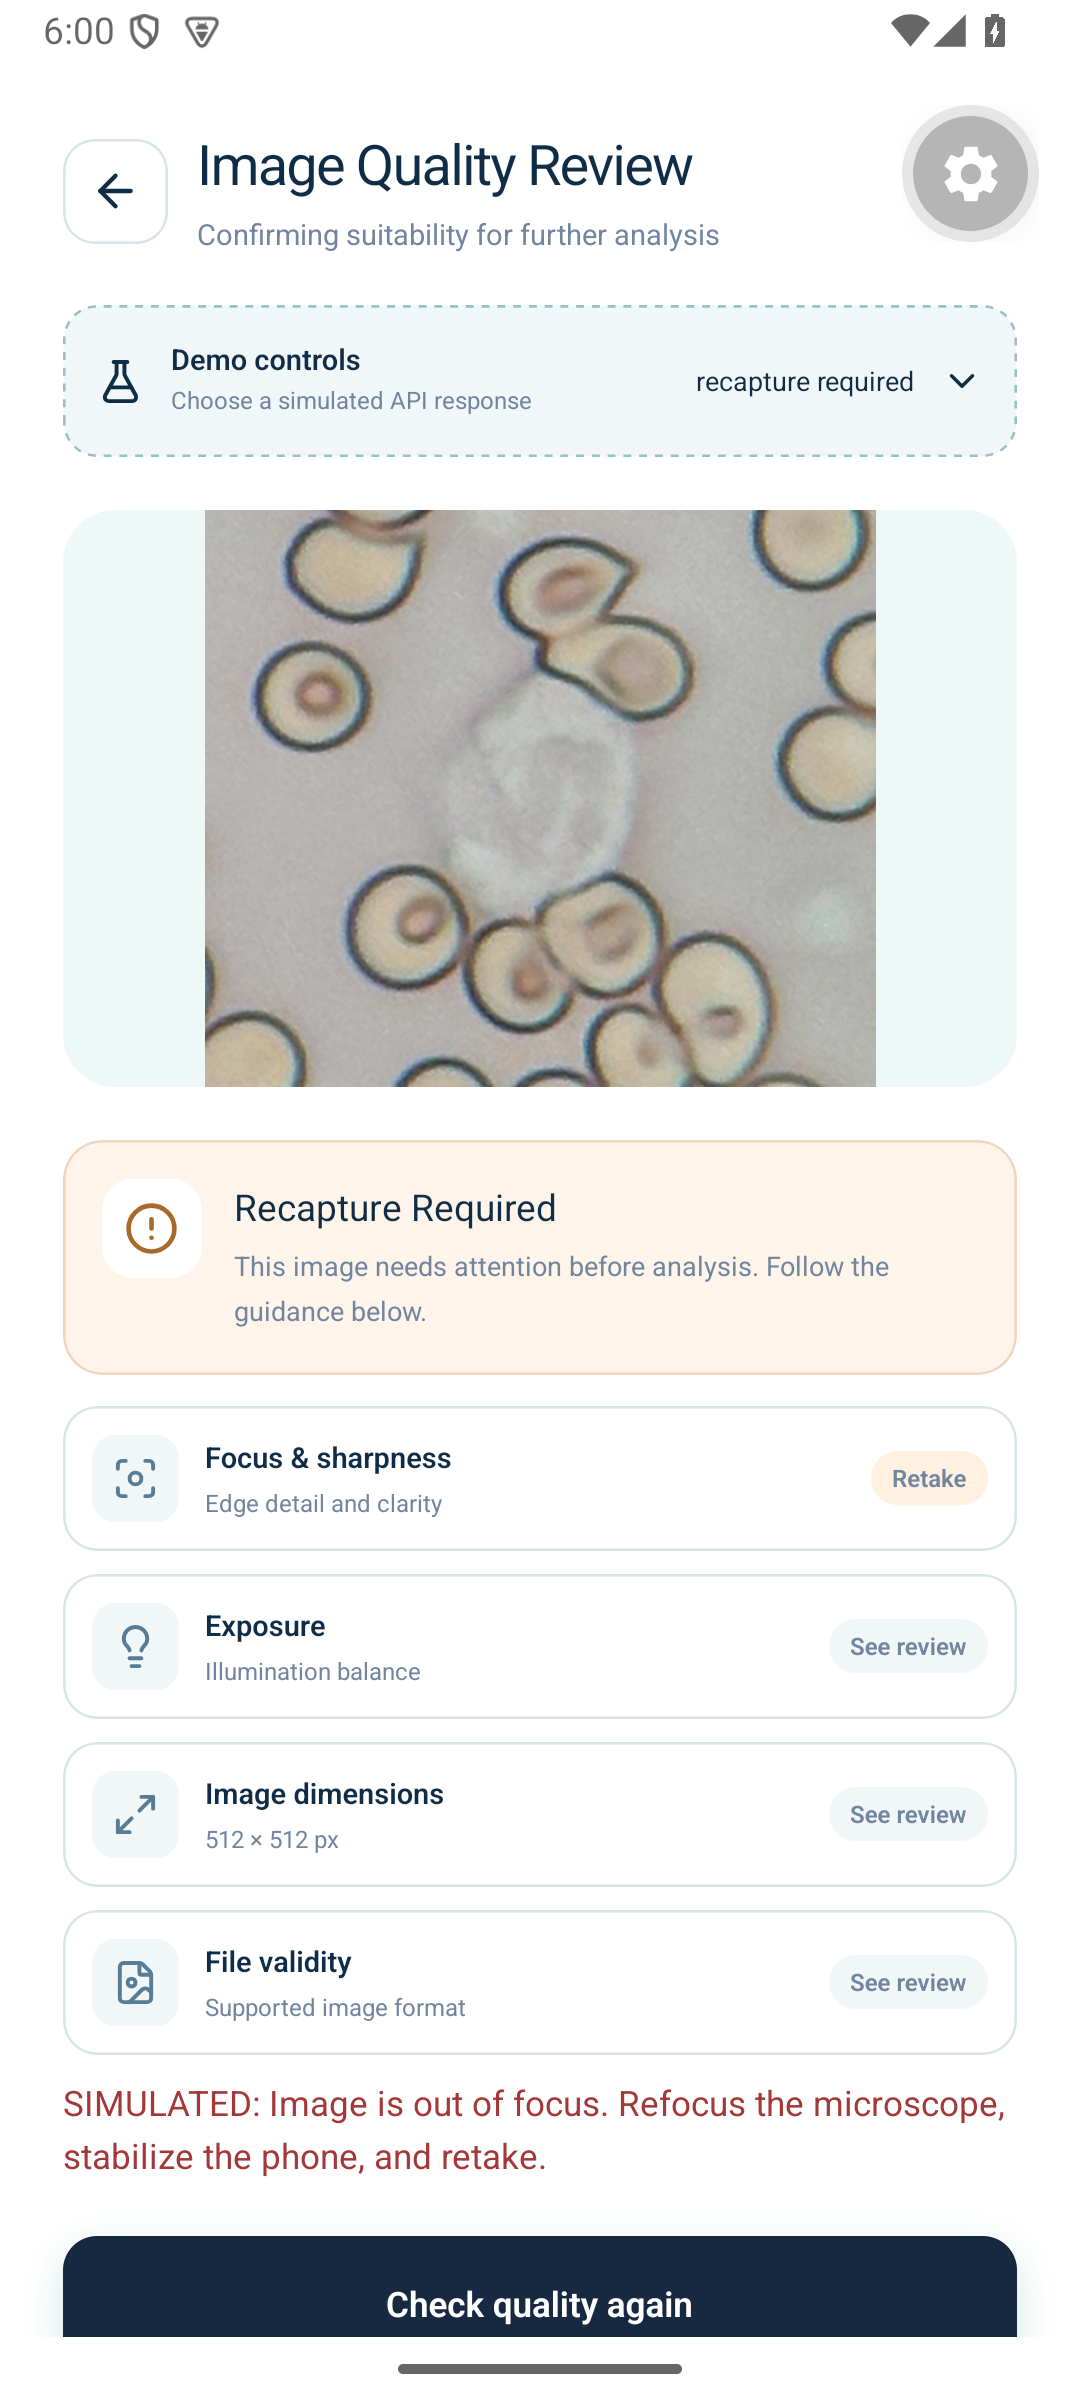 6:00
Image Quality Review
Confirming suitability for further analysis
Demo controls
Choose a simulated API response
recapture required
Recapture Required
This image needs attention before analysis. Follow the
guidance below.
Focus & sharpness
Edge detail and clarity
Retake
Exposure
Illumination balance
See review
Image dimensions
512 × 512 px
See review
File validity
Supported image format
See review
SIMULATED: Image is out of focus. Refocus the microscope,
stabilize the phone, and retake.
Check quality again